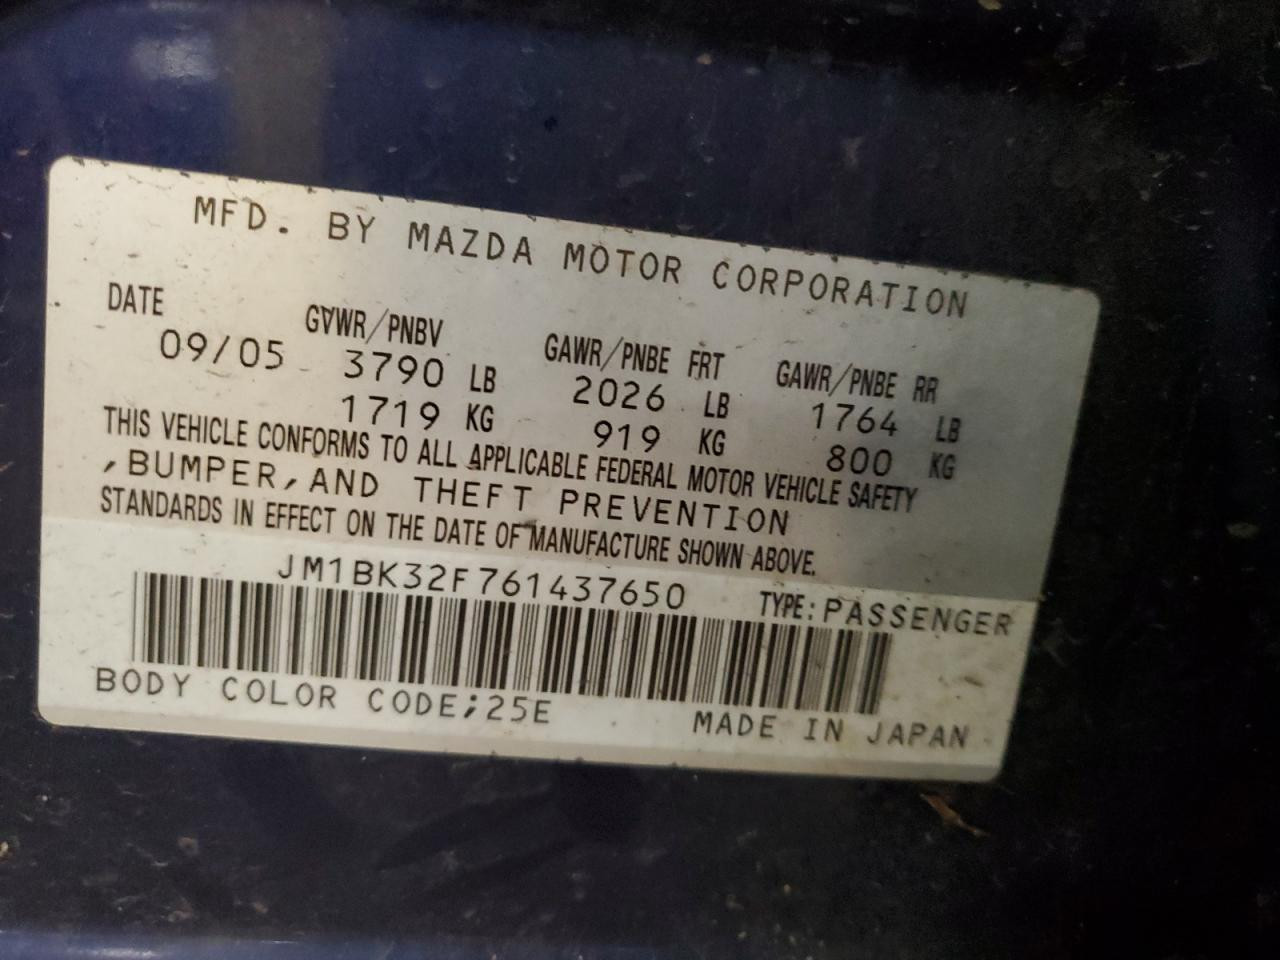 MFD. BY MAZDA MOTOR CORPORATION
DATE GVWR/PNBV GAWR/PNBE FRT GAWR/PNBE RR
09/05 3790 LB 2026 LB 1764 LB
1719 KG 919 KG 800 KG
THIS VEHICLE CONFORMS TO ALL APPLICABLE FEDERAL MOTOR VEHICLE SAFETY
,BUMPER,AND THEFT PREVENTION
STANDARDS IN EFFECT ON THE DATE OF MANUFACTURE SHOWN ABOVE.
JM1BK32F761437650 TYPE:PASSENGER
BODY COLOR CODE;25E MADE IN JAPAN